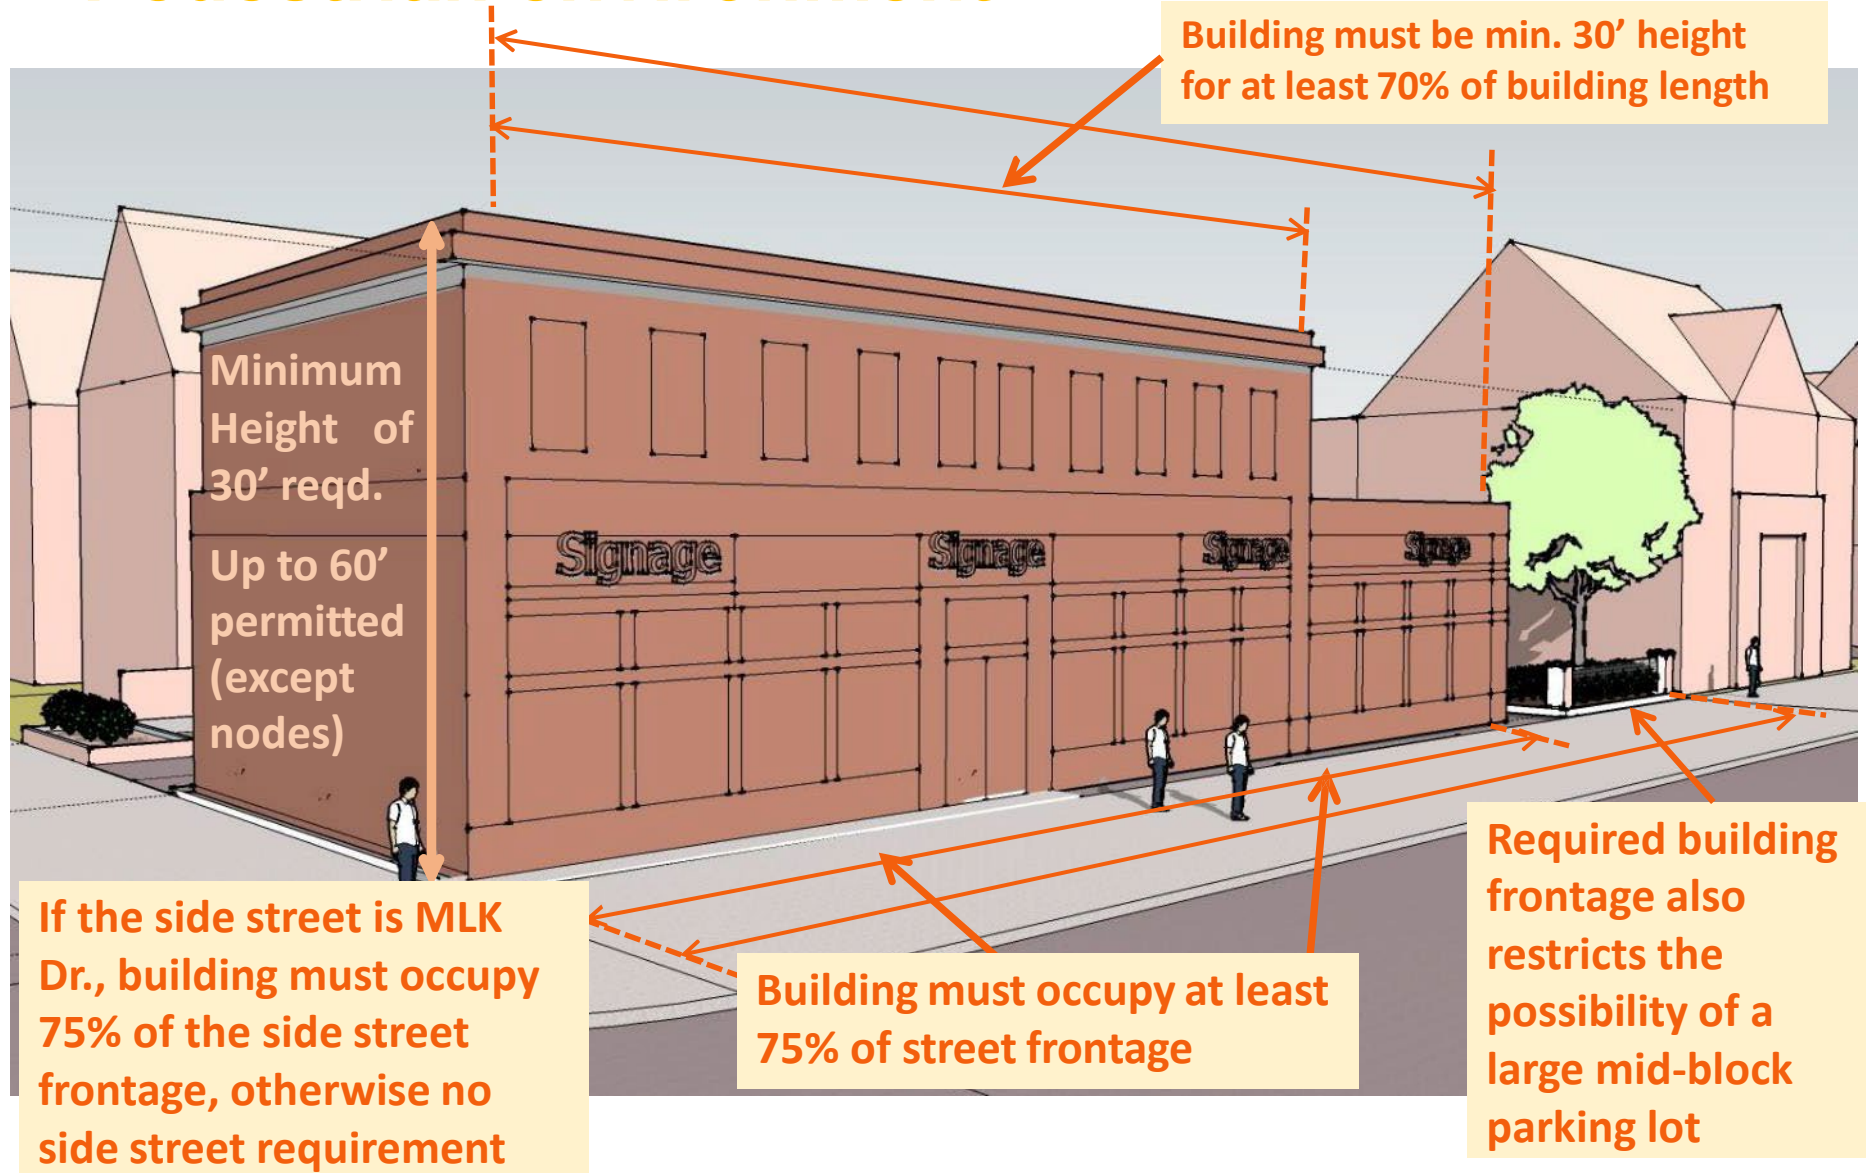 Building must be min. 30’ height
for at least 70% of building length
Minimum
Height of
30’ reqd.
Up to 60’
permitted
(except
nodes)
Signage
Signage
Signage
Signage
If the side street is MLK
Dr., building must occupy
75% of the side street
frontage, otherwise no
side street requirement
Building must occupy at least
75% of street frontage
Required building
frontage also
restricts the
possibility of a
large mid-block
parking lot